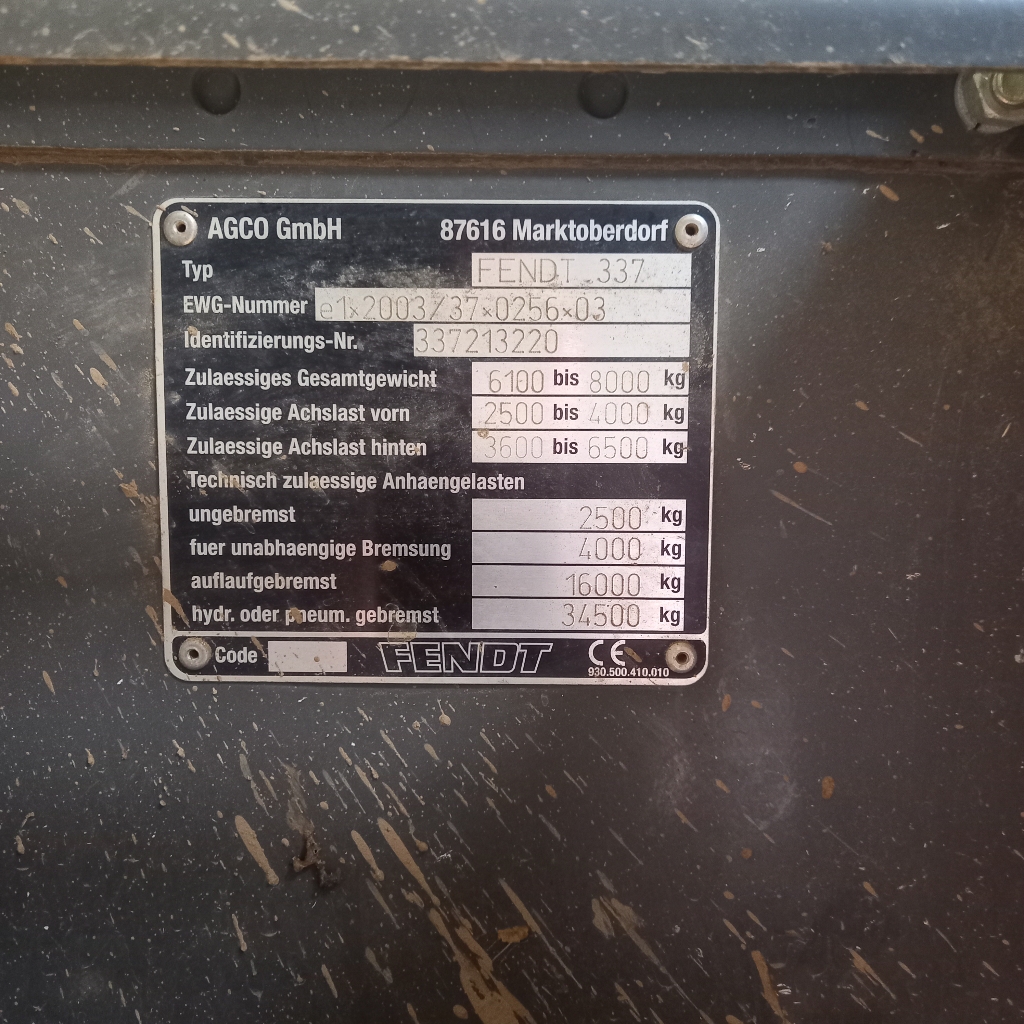 AGCO GmbH 87616 Marktoberdorf
Typ FENDT 337
EWG-Nummer e1×2003/37×0256×03
Identifizierungs-Nr. 337213220
Zulaessiges Gesamtgewicht 6100 bis 8000 kg
Zulaessige Achslast vorn 2500 bis 4000 kg
Zulaessige Achslast hinten 3600 bis 6500 kg
Technisch zulaessige Anhaengelasten
ungebremst 2500 kg
fuer unabhaengige Bremsung 4000 kg
auflaufgebremst 16000 kg
hydr. oder pneum. gebremst 34500 kg
Code FENDT CE
930.500.410.010